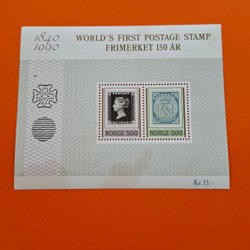 1840
1990
WORLD'S FIRST POSTAGE STAMP
FRIMERKET 150 ÅR
NORGE 5.00
NORGE 5.00
Kr. 15.-